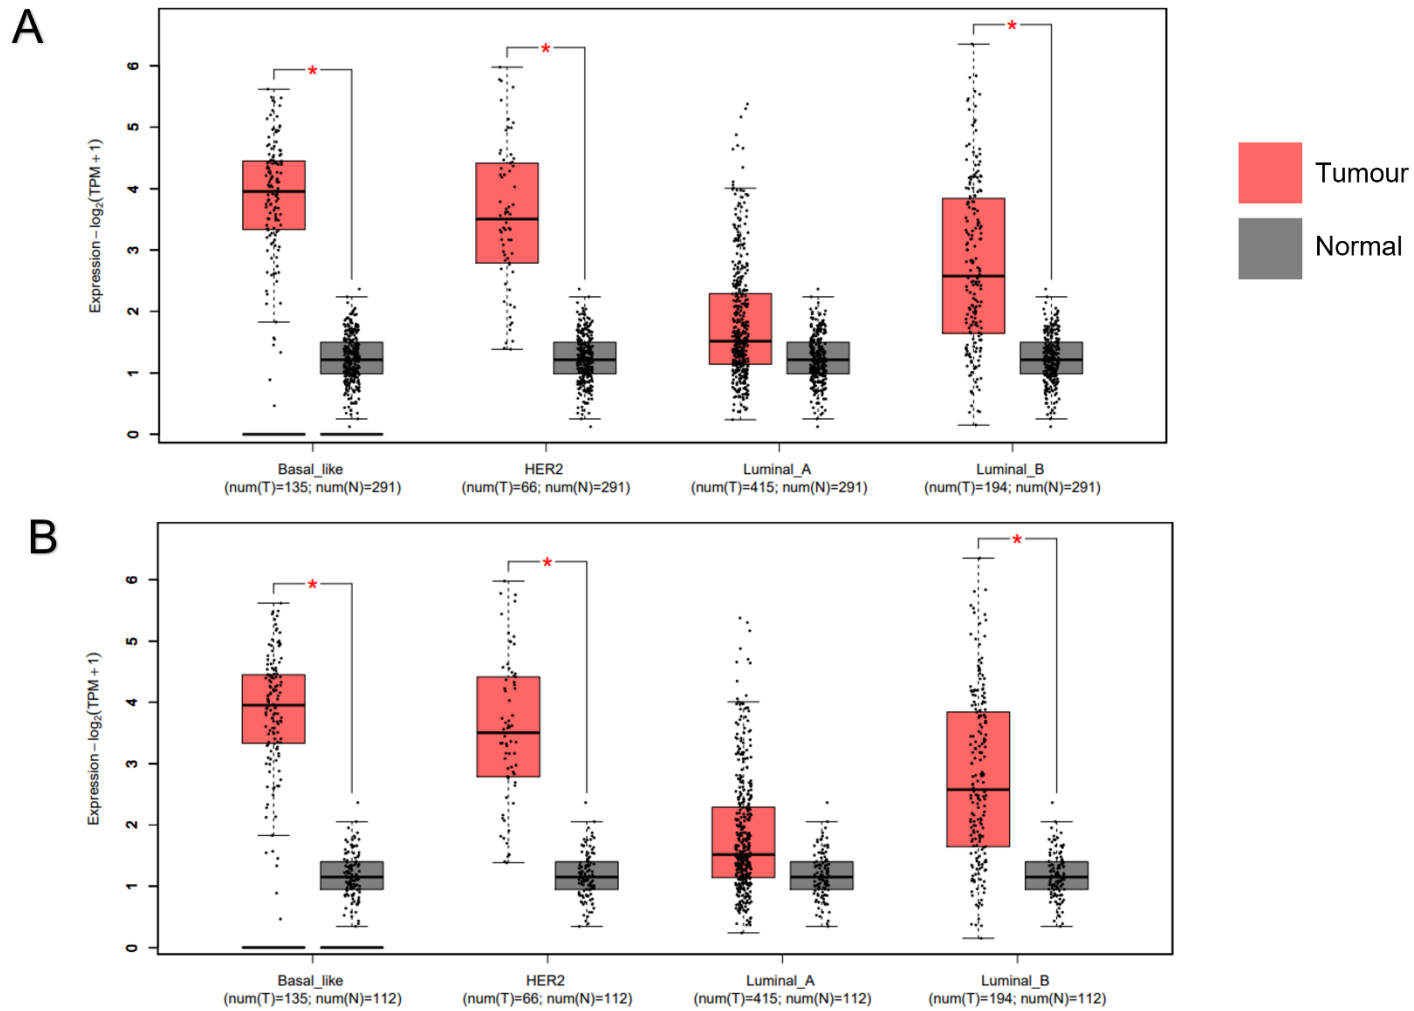 A
*
*
*
6
5
4
3
2
1
0
Expression − log2(TPM + 1)
Basal_like
(num(T)=135; num(N)=291)
HER2
(num(T)=66; num(N)=291)
Luminal_A
(num(T)=415; num(N)=291)
Luminal_B
(num(T)=194; num(N)=291)
Tumour
Normal
B
*
*
*
6
5
4
3
2
1
0
Expression − log2(TPM + 1)
Basal_like
(num(T)=135; num(N)=112)
HER2
(num(T)=66; num(N)=112)
Luminal_A
(num(T)=415; num(N)=112)
Luminal_B
(num(T)=194; num(N)=112)